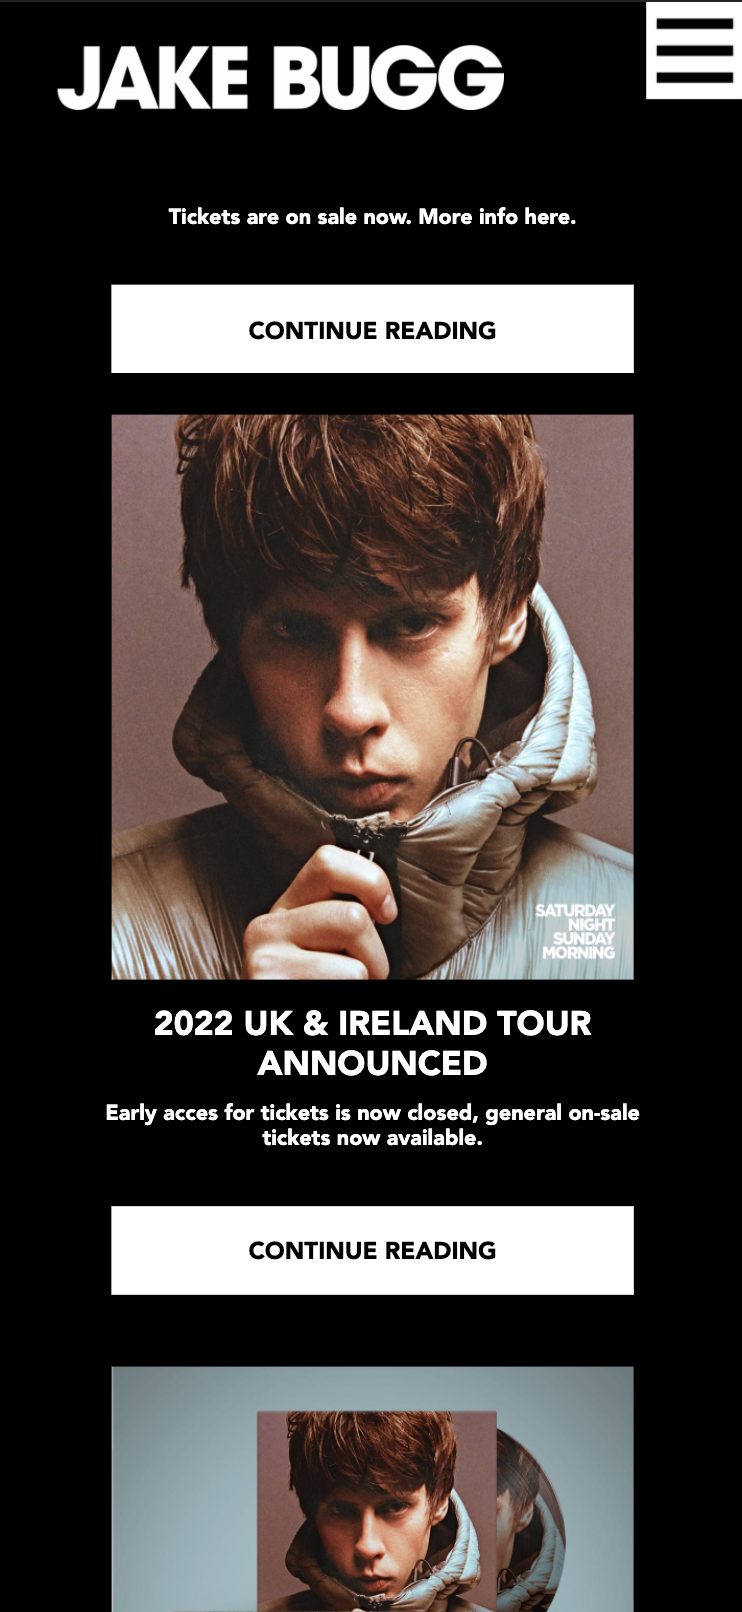 JAKE BUGG
Tickets are on sale now. More info here.
CONTINUE READING
SATURDAY
NIGHT
SUNDAY
MORNING
2022 UK & IRELAND TOUR
ANNOUNCED
Early acces for tickets is now closed, general on-sale
tickets now available.
CONTINUE READING